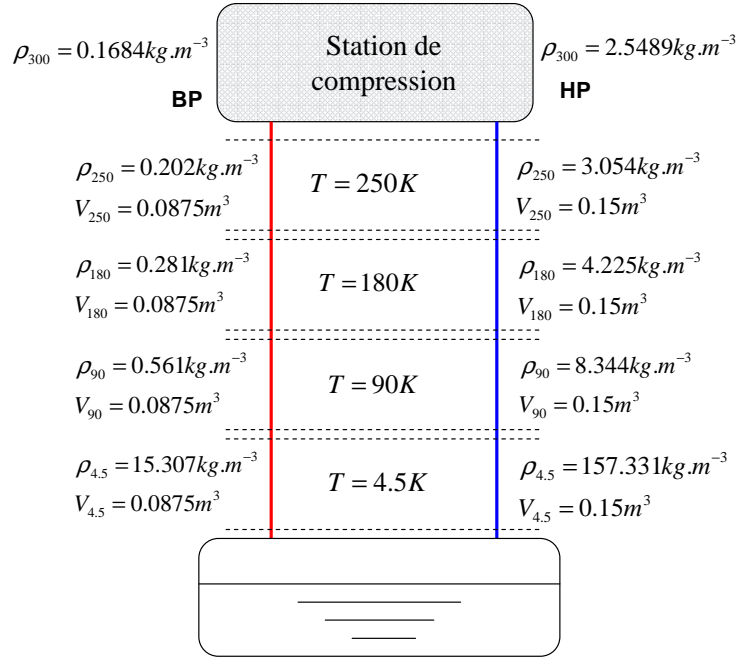 ρ₃₀₀ = 0.1684kg.m⁻³
Station de
compression
ρ₃₀₀ = 2.5489kg.m⁻³
BP
HP
ρ₂₅₀ = 0.202kg.m⁻³
V₂₅₀ = 0.0875m³
T = 250K
ρ₂₅₀ = 3.054kg.m⁻³
V₂₅₀ = 0.15m³
ρ₁₈₀ = 0.281kg.m⁻³
V₁₈₀ = 0.0875m³
T = 180K
ρ₁₈₀ = 4.225kg.m⁻³
V₁₈₀ = 0.15m³
ρ₉₀ = 0.561kg.m⁻³
V₉₀ = 0.0875m³
T = 90K
ρ₉₀ = 8.344kg.m⁻³
V₉₀ = 0.15m³
ρ₄.₅ = 15.307kg.m⁻³
V₄.₅ = 0.0875m³
T = 4.5K
ρ₄.₅ = 157.331kg.m⁻³
V₄.₅ = 0.15m³